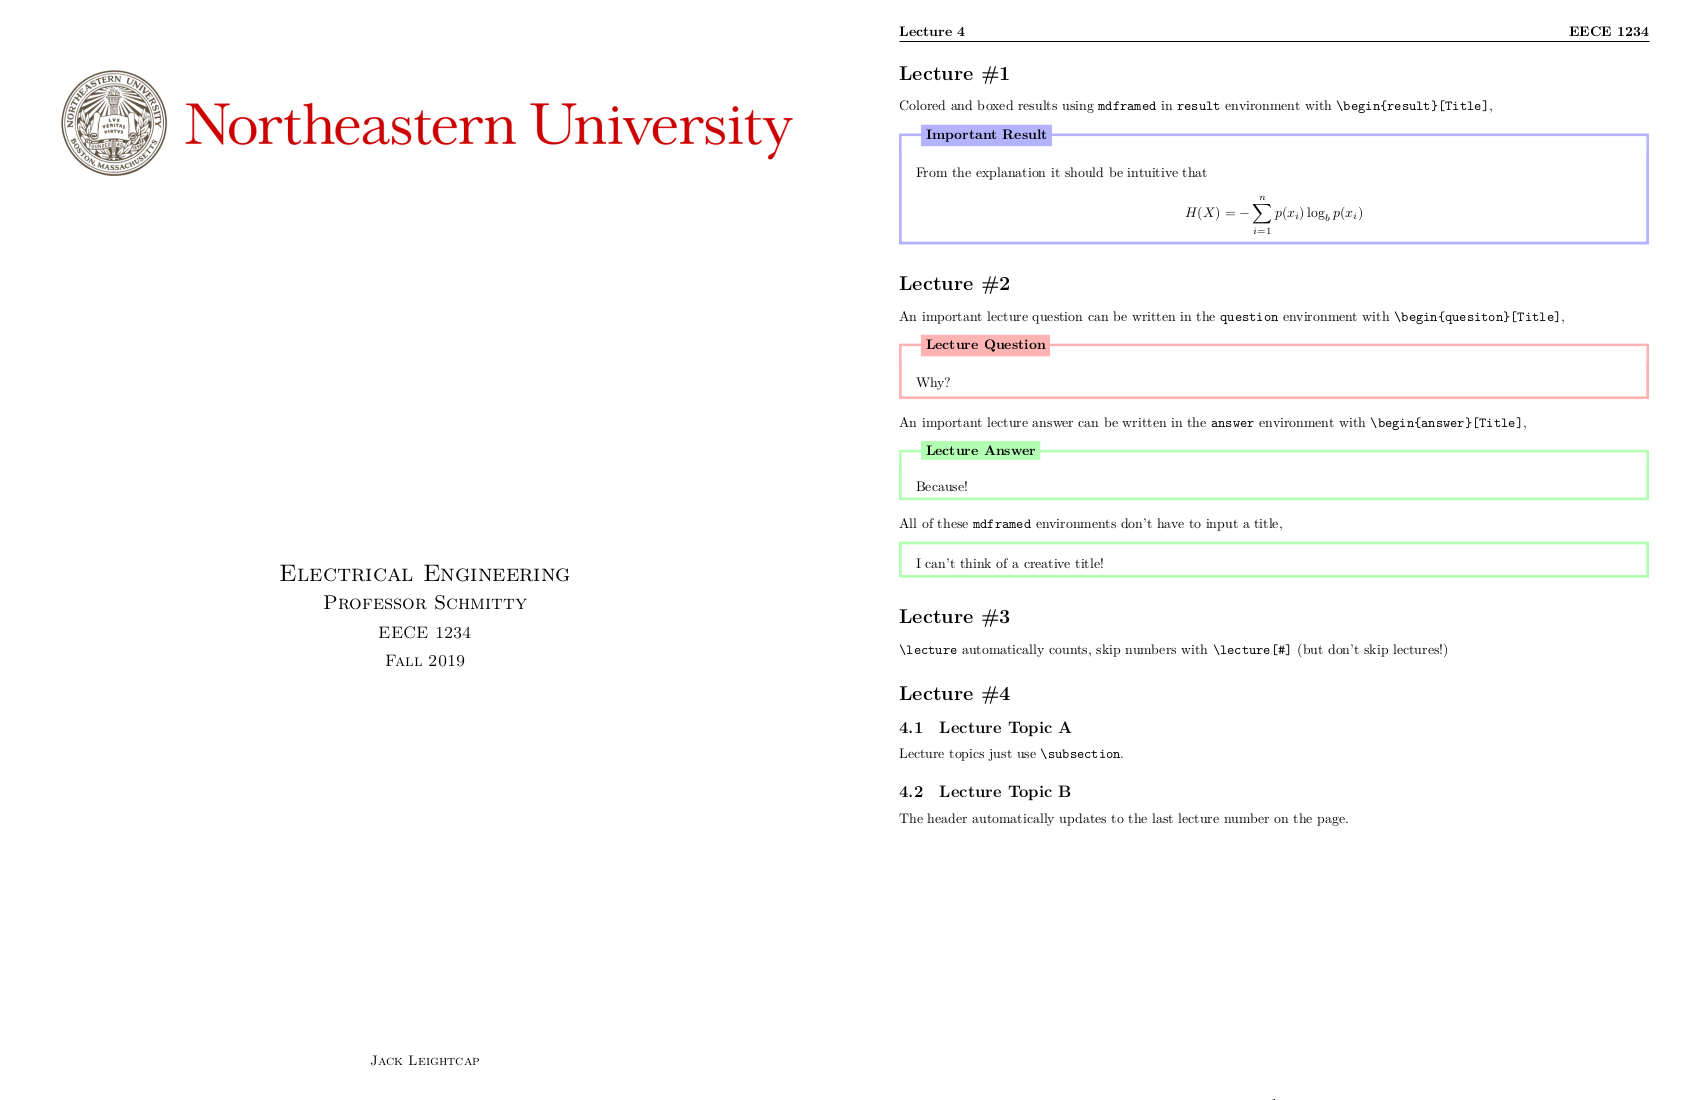 NORTHEASTERN UNIVERSITY
LVX
VERITAS
VIRTVS
BOSTON, MASSACHUSETTS
Northeastern University
Electrical Engineering
Professor Schmitty
EECE 1234
Fall 2019
Jack Leightcap
Lecture 4 EECE 1234
Lecture #1
Colored and boxed results using mdframed in result environment with \begin{result}[Title],
Important Result
From the explanation it should be intuitive that
H(X) = − ∑_{i=1}^{n} p(x_i) log_b p(x_i)
Lecture #2
An important lecture question can be written in the question environment with \begin{quesiton}[Title],
Lecture Question
Why?
An important lecture answer can be written in the answer environment with \begin{answer}[Title],
Lecture Answer
Because!
All of these mdframed environments don't have to input a title,
I can't think of a creative title!
Lecture #3
\lecture automatically counts, skip numbers with \lecture[#] (but don't skip lectures!)
Lecture #4
4.1 Lecture Topic A
Lecture topics just use \subsection.
4.2 Lecture Topic B
The header automatically updates to the last lecture number on the page.